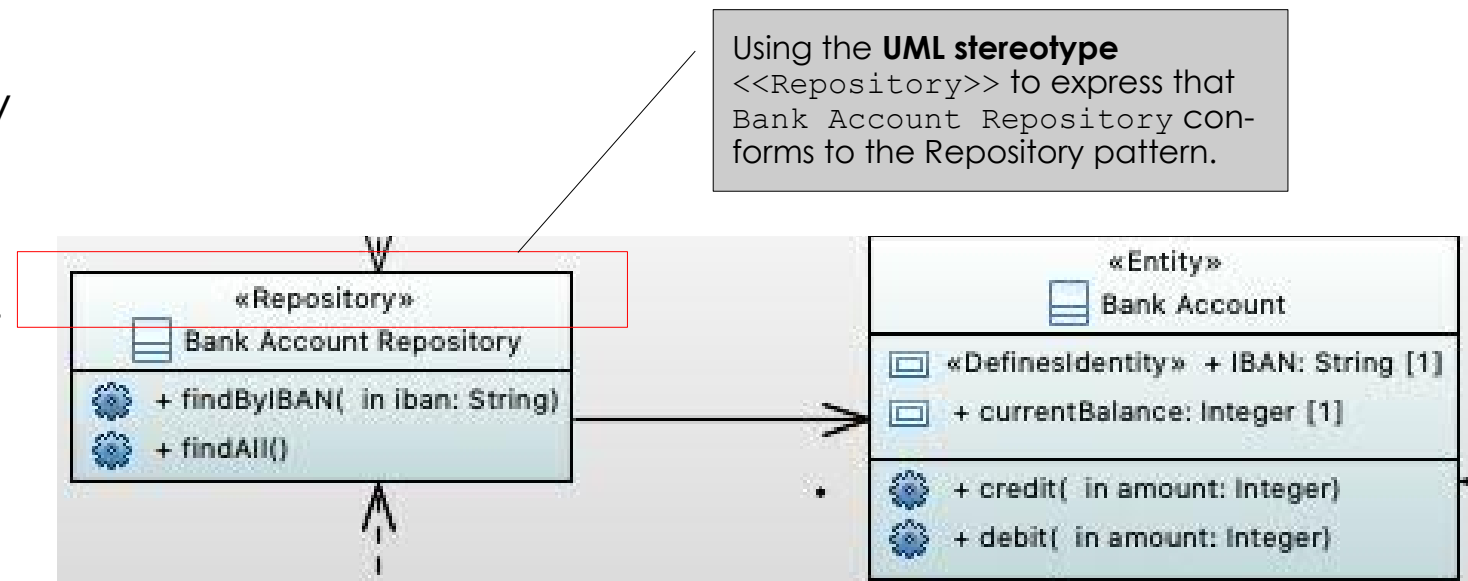 Using the UML stereotype
<<Repository>> to express that
Bank Account Repository con-
forms to the Repository pattern.
«Repository»
Bank Account Repository
+ findByIBAN( in iban: String)
+ findAll()
«Entity»
Bank Account
«DefinesIdentity» + IBAN: String [1]
+ currentBalance: Integer [1]
+ credit( in amount: Integer)
+ debit( in amount: Integer)